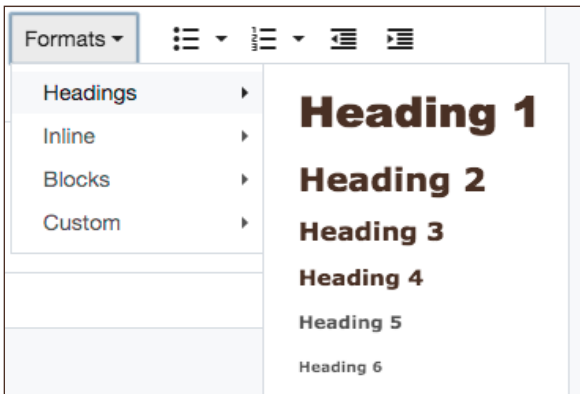 Formats
Headings
Inline
Blocks
Custom
Heading 1
Heading 2
Heading 3
Heading 4
Heading 5
Heading 6